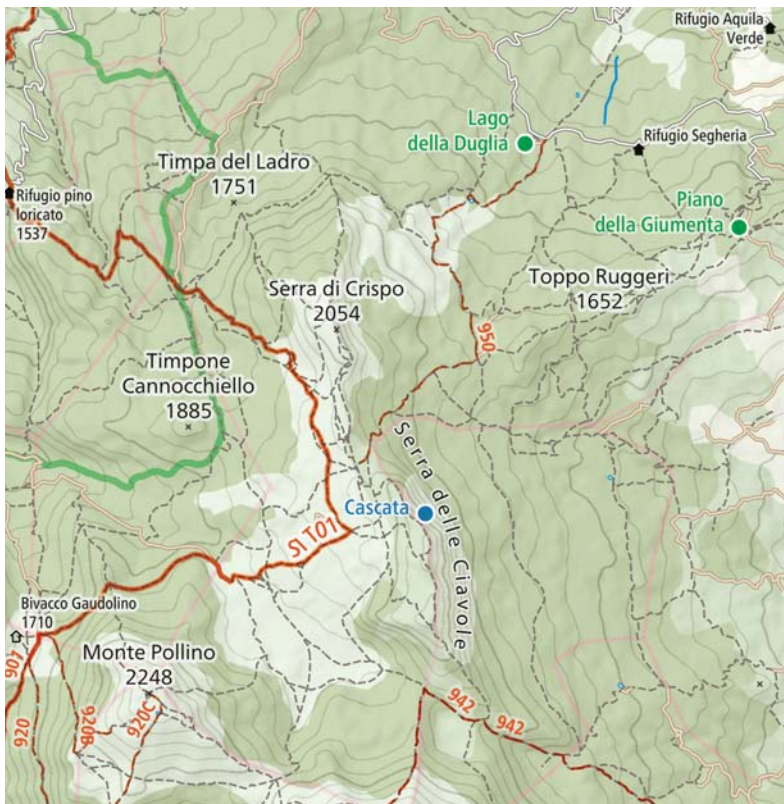 Rifugio Aquila
Verde
Lago
della Duglia
Rifugio Segheria
Timpa del Ladro
1751
Rifugio pino
loricato
1537
Piano
della Giumenta
Serra di Crispo
2054
Toppo Ruggeri
1652
950
Timpone
Cannocchiello
1885
Serra delle Ciavole
Cascata
SI T01
Bivacco Gaudolino
1710
Monte Pollino
2248
901
920
920B
920C
942
942